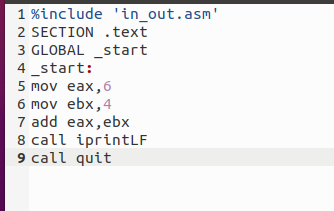 1 %include 'in_out.asm'
2 SECTION .text
3 GLOBAL _start
4 _start:
5 mov eax,6
6 mov ebx,4
7 add eax,ebx
8 call iprintLF
9 call quit